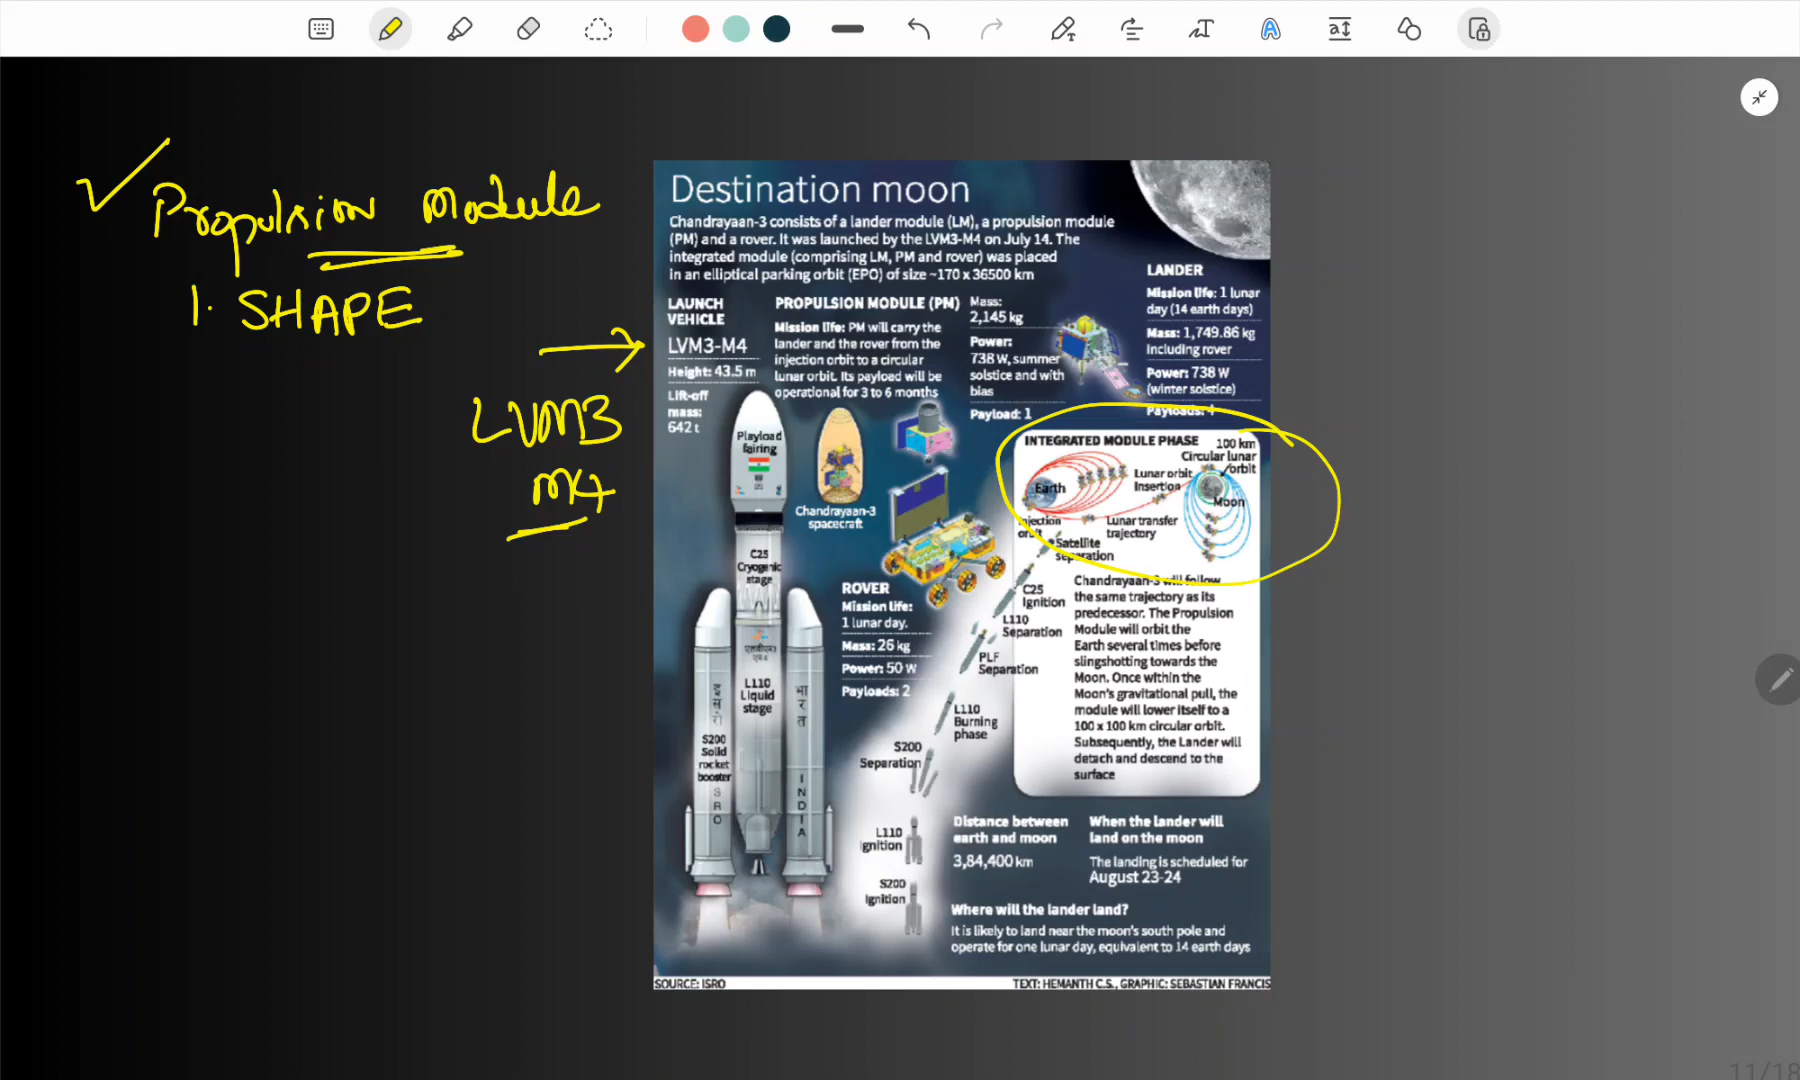 Propulsion Module
1. SHAPE
LVM3
M4
Destination moon
Chandrayaan-3 consists of a lander module (LM), a propulsion module
(PM) and a rover. It was launched by the LVM3-M4 on July 14. The
integrated module (comprising LM, PM and rover) was placed
in an elliptical parking orbit (EPO) of size ~170 x 36500 km
LAUNCH
VEHICLE
LVM3-M4
Height: 43.5 m
Lift-off
mass:
642 t
PROPULSION MODULE (PM)
Mission life: PM will carry the
lander and the rover from the
injection orbit to a circular
lunar orbit. Its payload will be
operational for 3 to 6 months
Mass:
2,145 kg
Power:
738 W, summer
solstice and with
bias
Payload: 1
LANDER
Mission life: 1 lunar
day (14 earth days)
Mass: 1,749.86 kg
including rover
Power: 738 W
(winter solstice)
Payloads: 4
Playload
fairing
Chandrayaan-3
spacecraft
C25
Cryogenic
stage
एलवीएम3
L110
Liquid
stage
इसरो
भारत
S200
Solid
rocket
booster
SRO
INDIA
ROVER
Mission life:
1 lunar day.
Mass: 26 kg
Power: 50 W
Payloads: 2
INTEGRATED MODULE PHASE
100 km
Circular lunar
orbit
Earth
Lunar orbit
Insertion
Moon
Injection
orbit
Lunar transfer
trajectory
Satellite
separation
C25
Ignition
L110
Separation
PLF
Separation
L110
Burning
phase
S200
Separation
L110
Ignition
S200
Ignition
Chandrayaan-3 will follow
the same trajectory as its
predecessor. The Propulsion
Module will orbit the
Earth several times before
slingshotting towards the
Moon. Once within the
Moon's gravitational pull, the
module will lower itself to a
100 x 100 km circular orbit.
Subsequently, the Lander will
detach and descend to the
surface
Distance between
earth and moon
3,84,400 km
When the lander will
land on the moon
The landing is scheduled for
August 23-24
Where will the lander land?
It is likely to land near the moon's south pole and
operate for one lunar day, equivalent to 14 earth days
SOURCE: ISRO
TEXT: HEMANTH C.S., GRAPHIC: SEBASTIAN FRANCIS
11/18